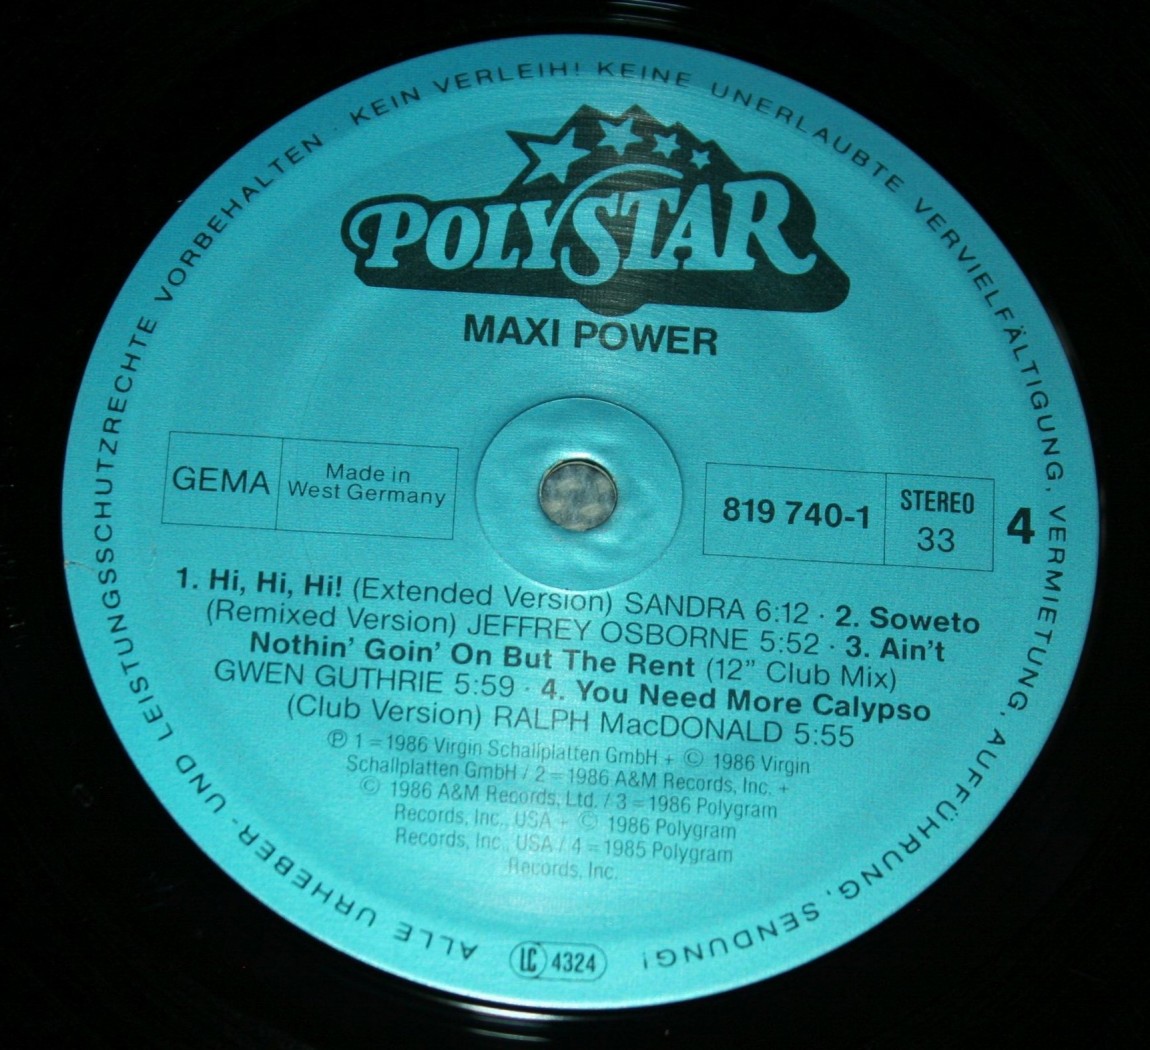 ALLE URHEBER- UND LEISTUNGSSCHUTZRECHTE VORBEHALTEN · KEIN VERLEIH! KEINE UNERLAUBTE VERVIELFÄLTIGUNG, VERMIETUNG, AUFFÜHRUNG, SENDUNG!
POLYSTAR
MAXI POWER
GEMA
Made in
West Germany
819 740-1
STEREO
33
4
1. Hi, Hi, Hi! (Extended Version) SANDRA 6:12 · 2. Soweto
(Remixed Version) JEFFREY OSBORNE 5:52 · 3. Ain't
Nothin' Goin' On But The Rent (12" Club Mix)
GWEN GUTHRIE 5:59 · 4. You Need More Calypso
(Club Version) RALPH MacDONALD 5:55
℗ 1 = 1986 Virgin Schallplatten GmbH + © 1986 Virgin
Schallplatten GmbH / 2 = 1986 A&M Records, Inc. +
© 1986 A&M Records, Ltd. / 3 = 1986 Polygram
Records, Inc., USA + © 1986 Polygram
Records, Inc., USA / 4 = 1985 Polygram
Records, Inc.
LC 4324